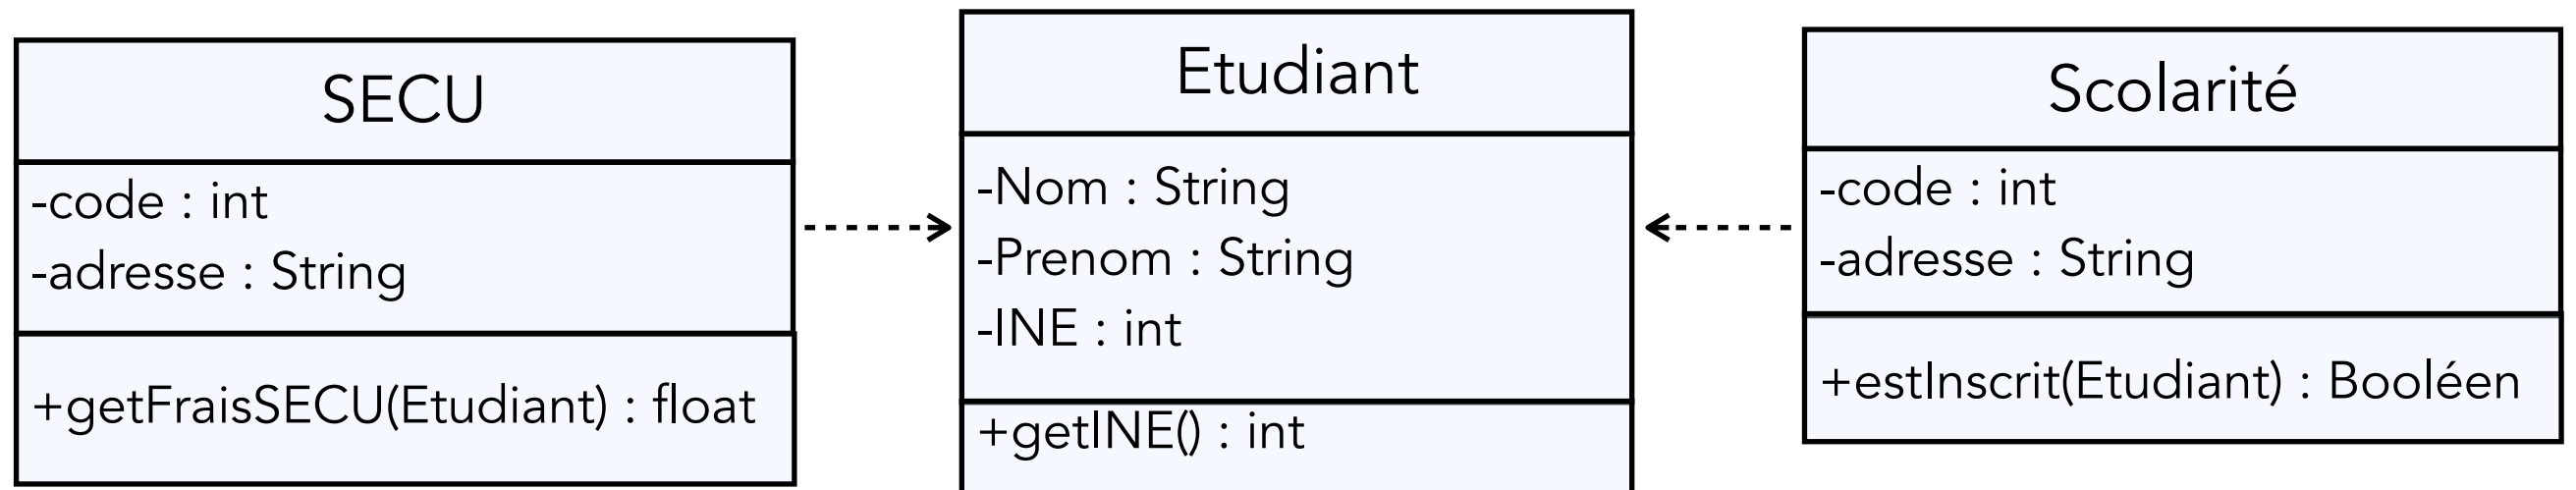 SECU
-code : int
-adresse : String
+getFraisSECU(Etudiant) : float
Etudiant
-Nom : String
-Prenom : String
-INE : int
+getINE() : int
Scolarité
-code : int
-adresse : String
+estInscrit(Etudiant) : Booléen